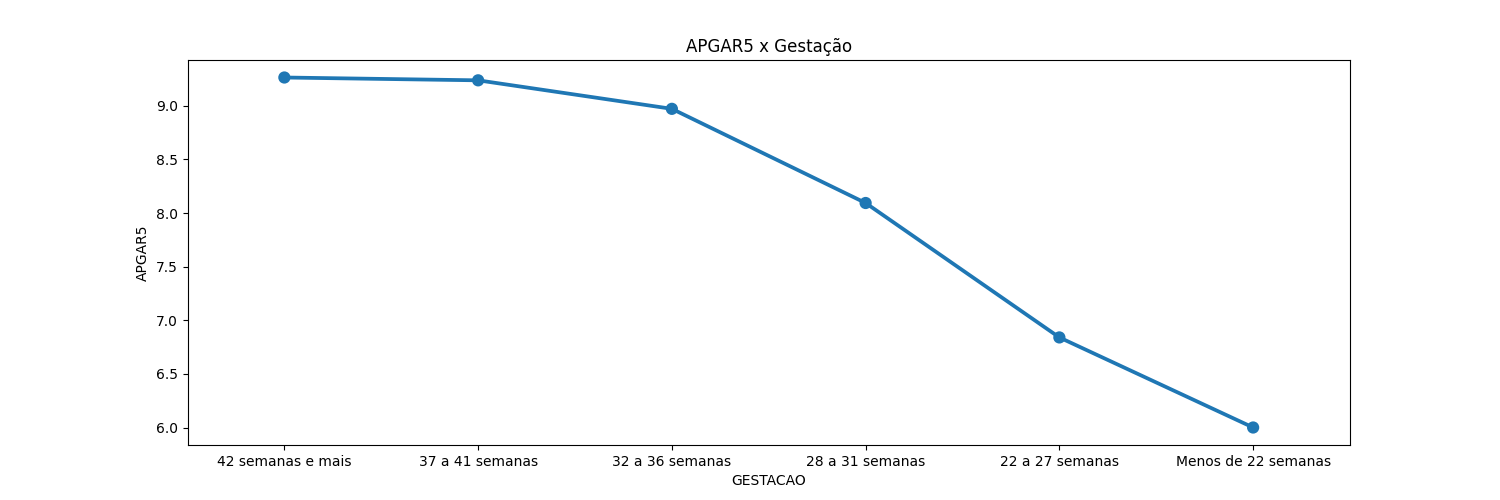 APGAR5 x Gestação
9.0
8.5
8.0
7.5
7.0
6.5
6.0
APGAR5
42 semanas e mais
37 a 41 semanas
32 a 36 semanas
28 a 31 semanas
22 a 27 semanas
Menos de 22 semanas
GESTACAO